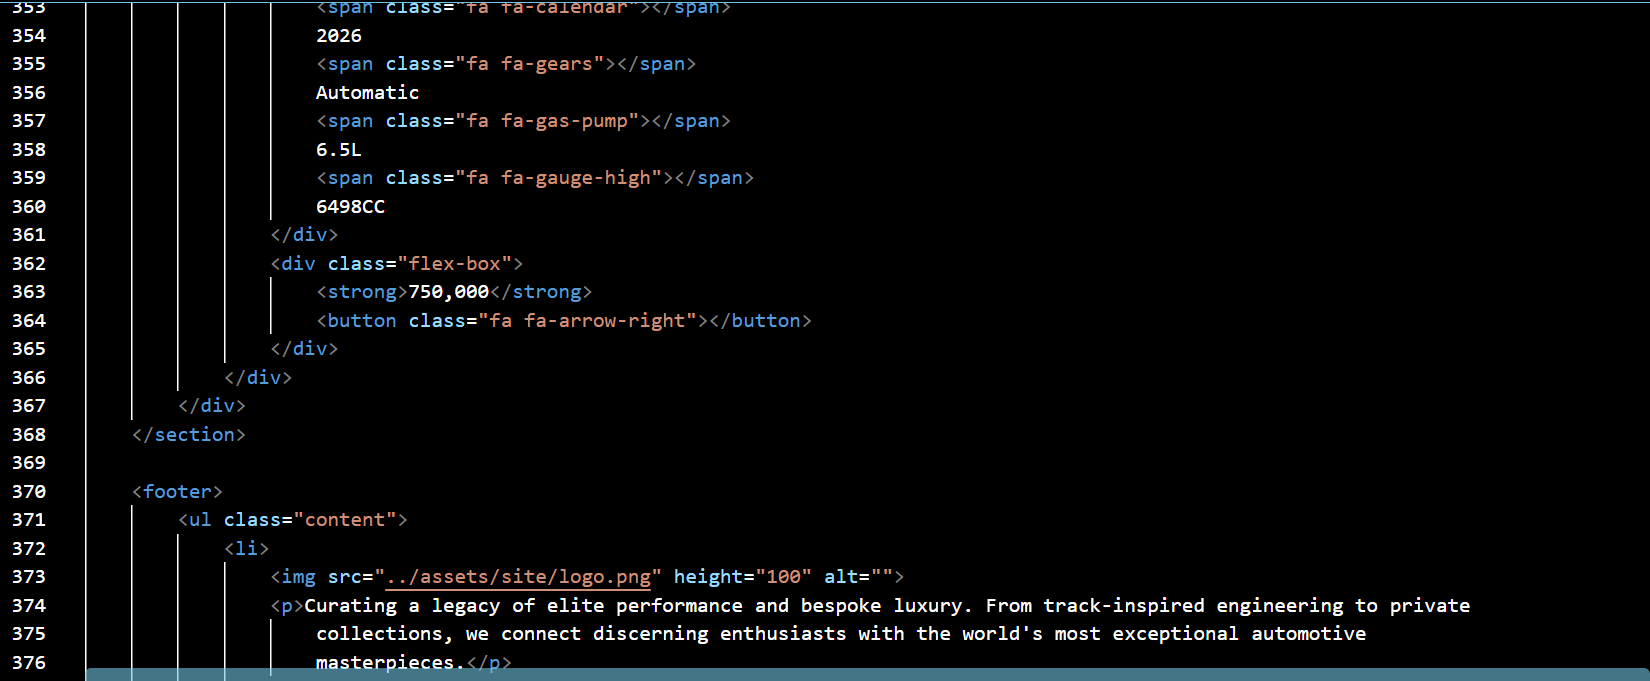 353 <span class="fa fa-calendar"></span>
354 2026
355 <span class="fa fa-gears"></span>
356 Automatic
357 <span class="fa fa-gas-pump"></span>
358 6.5L
359 <span class="fa fa-gauge-high"></span>
360 6498CC
361 </div>
362 <div class="flex-box">
363 <strong>750,000</strong>
364 <button class="fa fa-arrow-right"></button>
365 </div>
366 </div>
367 </div>
368 </section>
369
370 <footer>
371 <ul class="content">
372 <li>
373 <img src="../assets/site/logo.png" height="100" alt="">
374 <p>Curating a legacy of elite performance and bespoke luxury. From track-inspired engineering to private
375 collections, we connect discerning enthusiasts with the world's most exceptional automotive
376 masterpieces.</p>